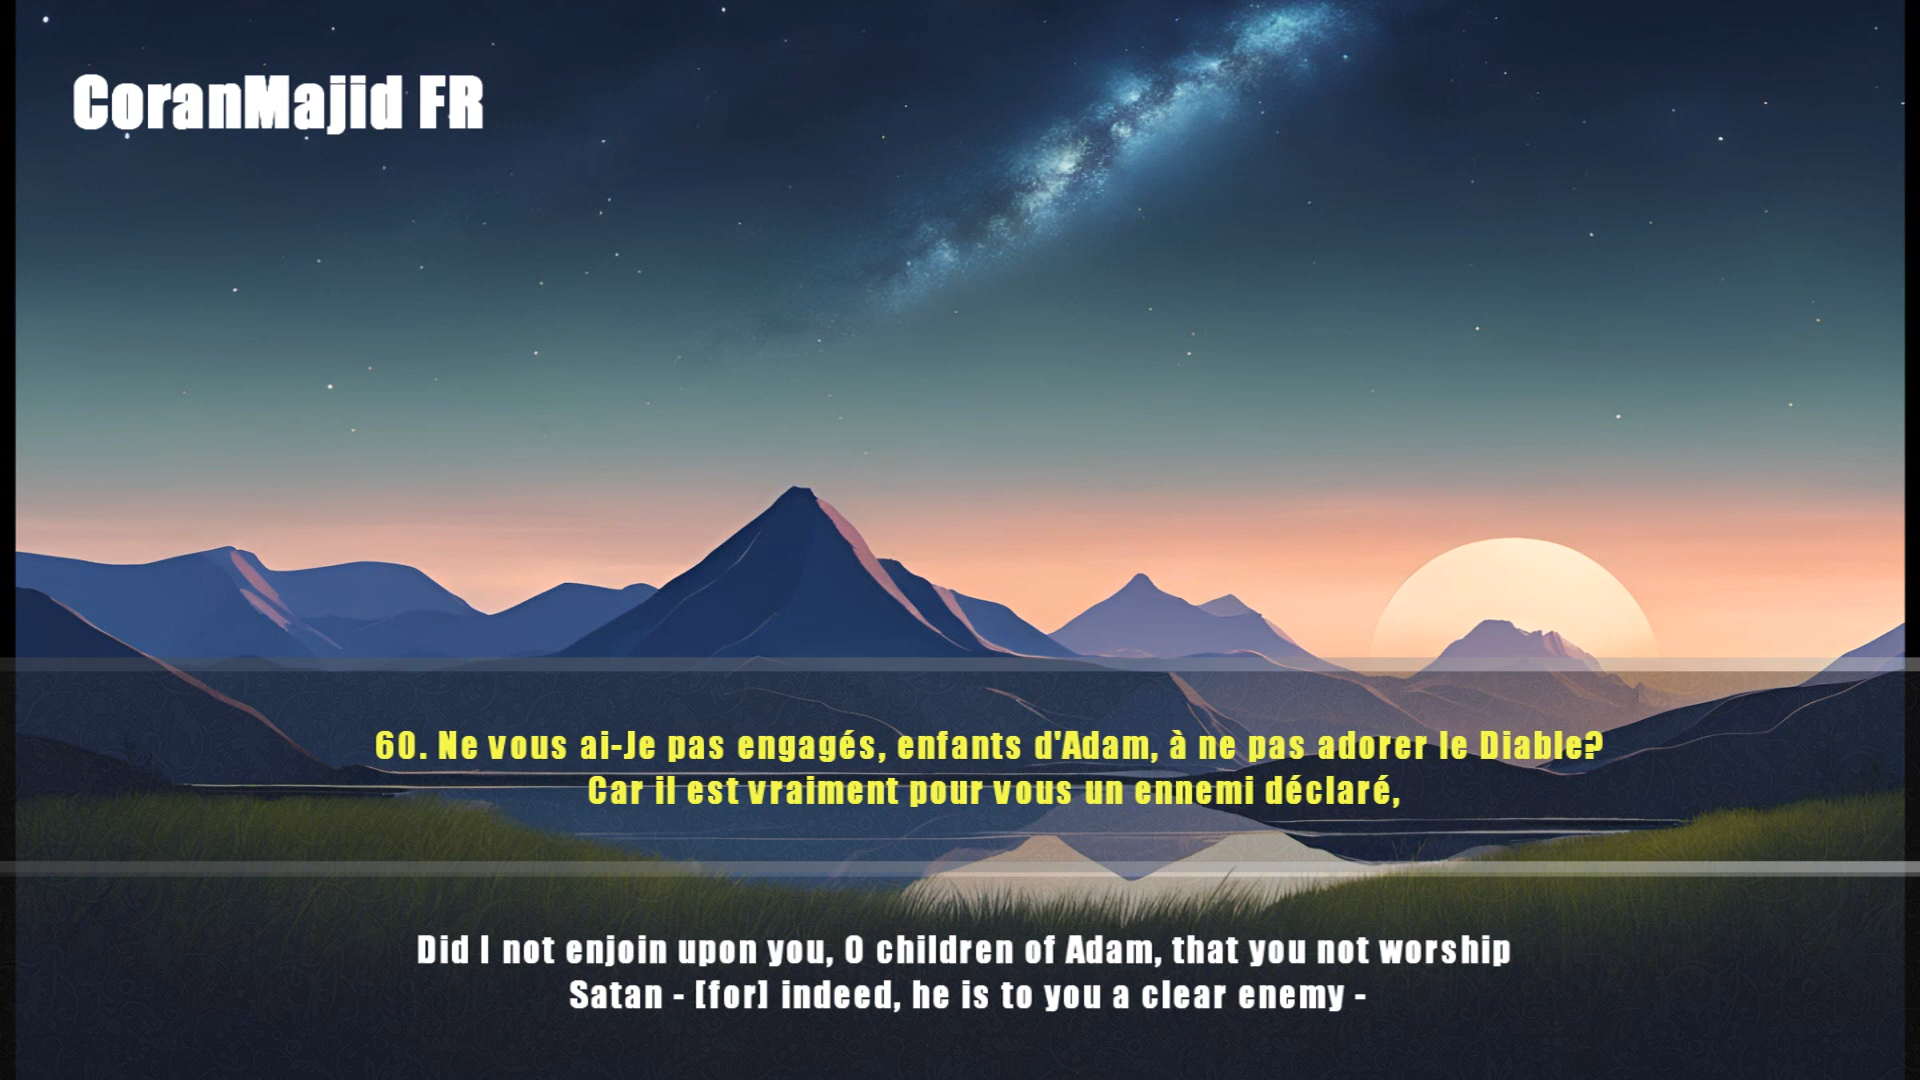 CoranMajid FR
60. Ne vous ai-Je pas engagés, enfants d'Adam, à ne pas adorer le Diable?
Car il est vraiment pour vous un ennemi déclaré,
Did I not enjoin upon you, O children of Adam, that you not worship
Satan - [for] indeed, he is to you a clear enemy -